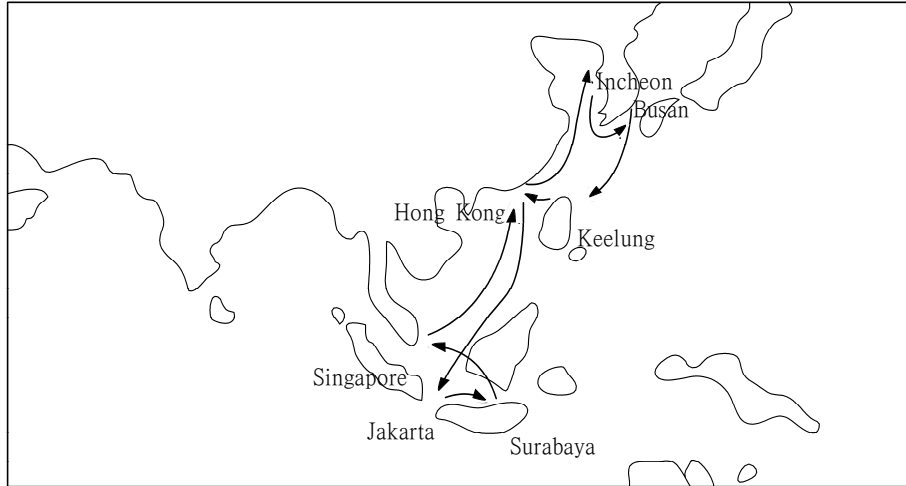 Incheon
Busan
Hong Kong
Keelung
Singapore
Jakarta
Surabaya